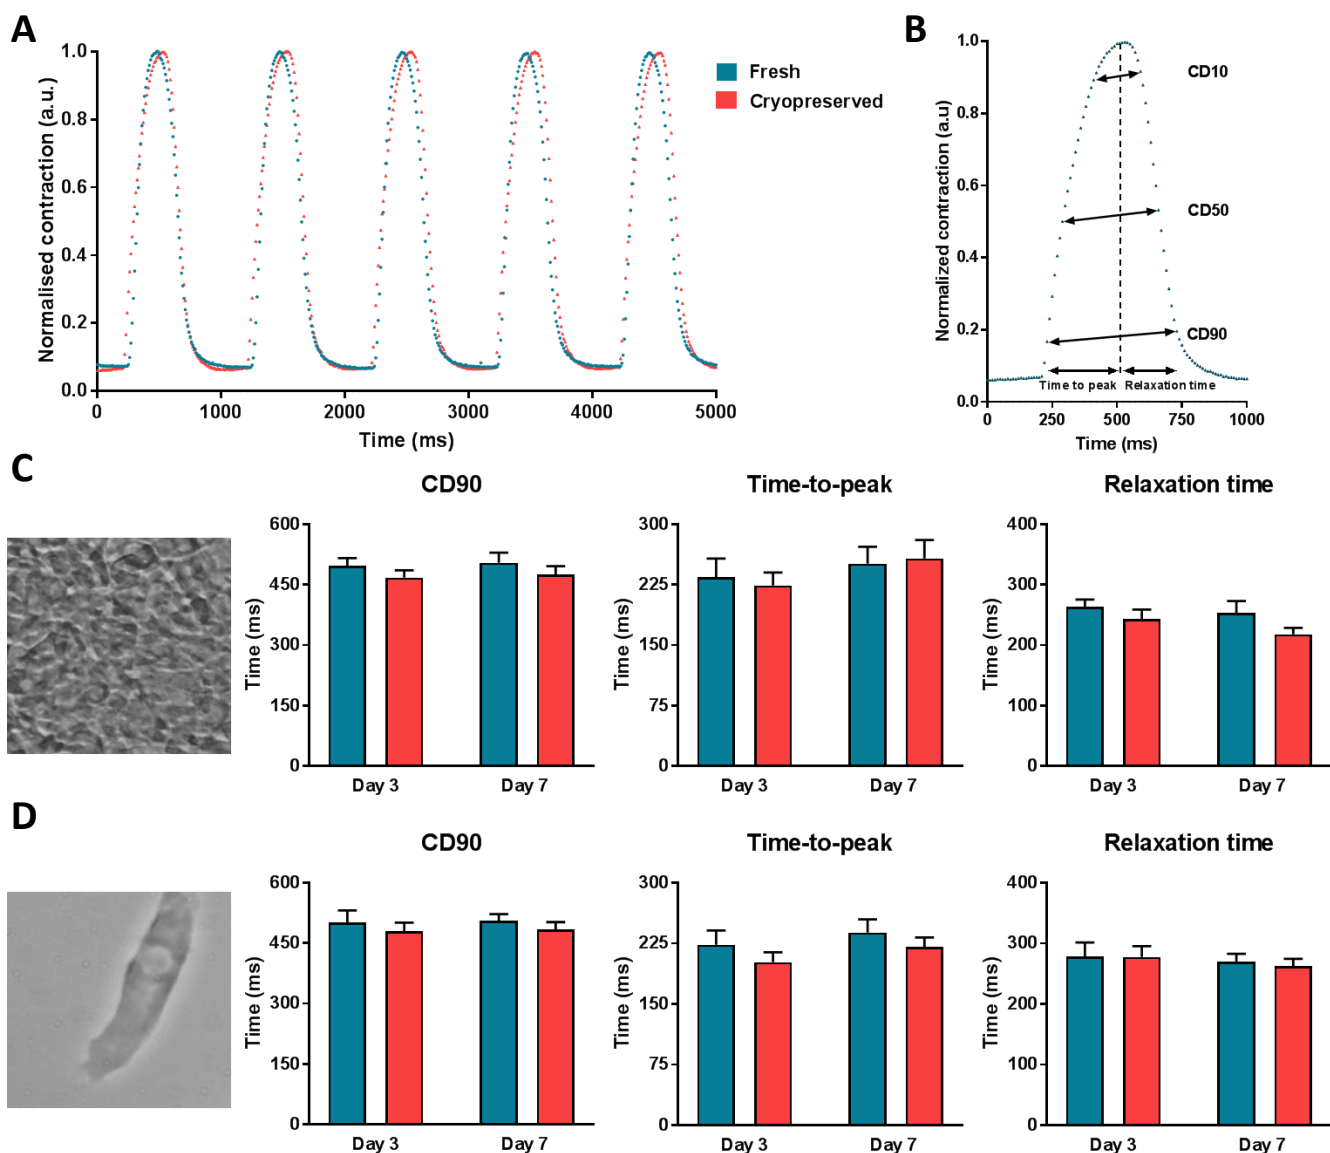 A
Normalised contraction (a.u.)
1.0
0.8
0.6
0.4
0.2
0.0
0
1000
2000
3000
4000
5000
Time (ms)
Fresh
Cryopreserved
B
Normalized contraction (a.u)
1.0
0.8
0.6
0.4
0.2
0.0
CD10
CD50
CD90
Time to peak
Relaxation time
0
250
500
750
1000
Time (ms)
C
CD90
Time (ms)
600
450
300
150
0
Day 3
Day 7
Time-to-peak
Time (ms)
300
225
150
75
0
Day 3
Day 7
Relaxation time
Time (ms)
400
300
200
100
0
Day 3
Day 7
D
CD90
Time (ms)
600
450
300
150
0
Day 3
Day 7
Time-to-peak
Time (ms)
300
225
150
75
0
Day 3
Day 7
Relaxation time
Time (ms)
400
300
200
100
0
Day 3
Day 7